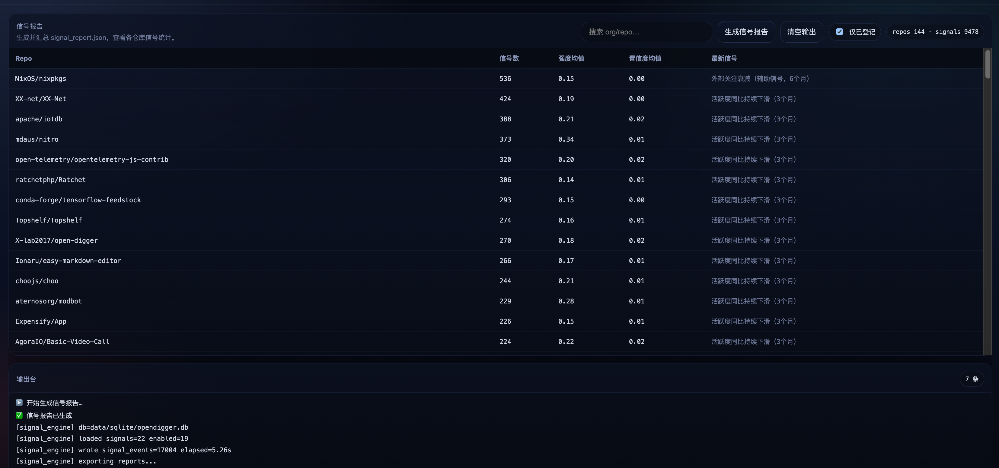 信号报告
生成并汇总 signal_report.json，查看各仓库信号统计。
搜索 org/repo…
生成信号报告
清空输出
仅已登记
repos 144 · signals 9478
Repo 信号数 强度均值 置信度均值 最新信号
NixOS/nixpkgs 536 0.15 0.00 外部关注衰减（辅助信号，6个月）
XX-net/XX-Net 424 0.19 0.00 活跃度同比持续下滑（3个月）
apache/iotdb 388 0.21 0.02 活跃度同比持续下滑（3个月）
mdaus/nitro 373 0.34 0.01 活跃度同比持续下滑（3个月）
open-telemetry/opentelemetry-js-contrib 320 0.20 0.02 活跃度同比持续下滑（3个月）
ratchetphp/Ratchet 306 0.14 0.01 活跃度同比持续下滑（3个月）
conda-forge/tensorflow-feedstock 293 0.15 0.00 活跃度同比持续下滑（3个月）
Topshelf/Topshelf 274 0.16 0.01 活跃度同比持续下滑（3个月）
X-lab2017/open-digger 270 0.18 0.02 活跃度同比持续下滑（3个月）
Ionaru/easy-markdown-editor 266 0.17 0.01 活跃度同比持续下滑（3个月）
choojs/choo 244 0.21 0.01 活跃度同比持续下滑（3个月）
aternosorg/modbot 229 0.28 0.01 活跃度同比持续下滑（3个月）
Expensify/App 226 0.15 0.01 活跃度同比持续下滑（3个月）
AgoraIO/Basic-Video-Call 224 0.22 0.02 活跃度同比持续下滑（3个月）
输出台
7 条
▶️ 开始生成信号报告…
✅ 信号报告已生成
[signal_engine] db=data/sqlite/opendigger.db
[signal_engine] loaded signals=22 enabled=19
[signal_engine] wrote signal_events=17004 elapsed=5.26s
[signal_engine] exporting reports...